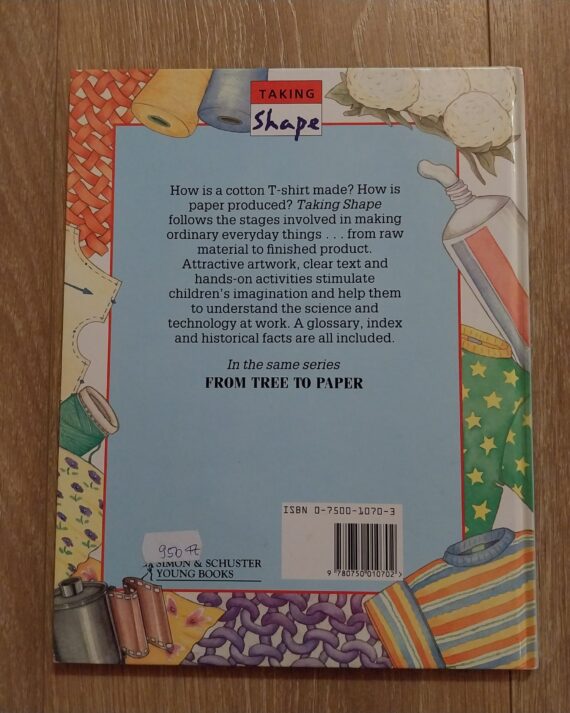 TAKING
Shape
How is a cotton T-shirt made? How is
paper produced? Taking Shape
follows the stages involved in making
ordinary everyday things . . . from raw
material to finished product.
Attractive artwork, clear text and
hands-on activities stimulate
children's imagination and help them
to understand the science and
technology at work. A glossary, index
and historical facts are all included.
In the same series
FROM TREE TO PAPER
ISBN 0-7500-1070-3
950 Ft
SIMON & SCHUSTER
YOUNG BOOKS
9 780750 010702 >